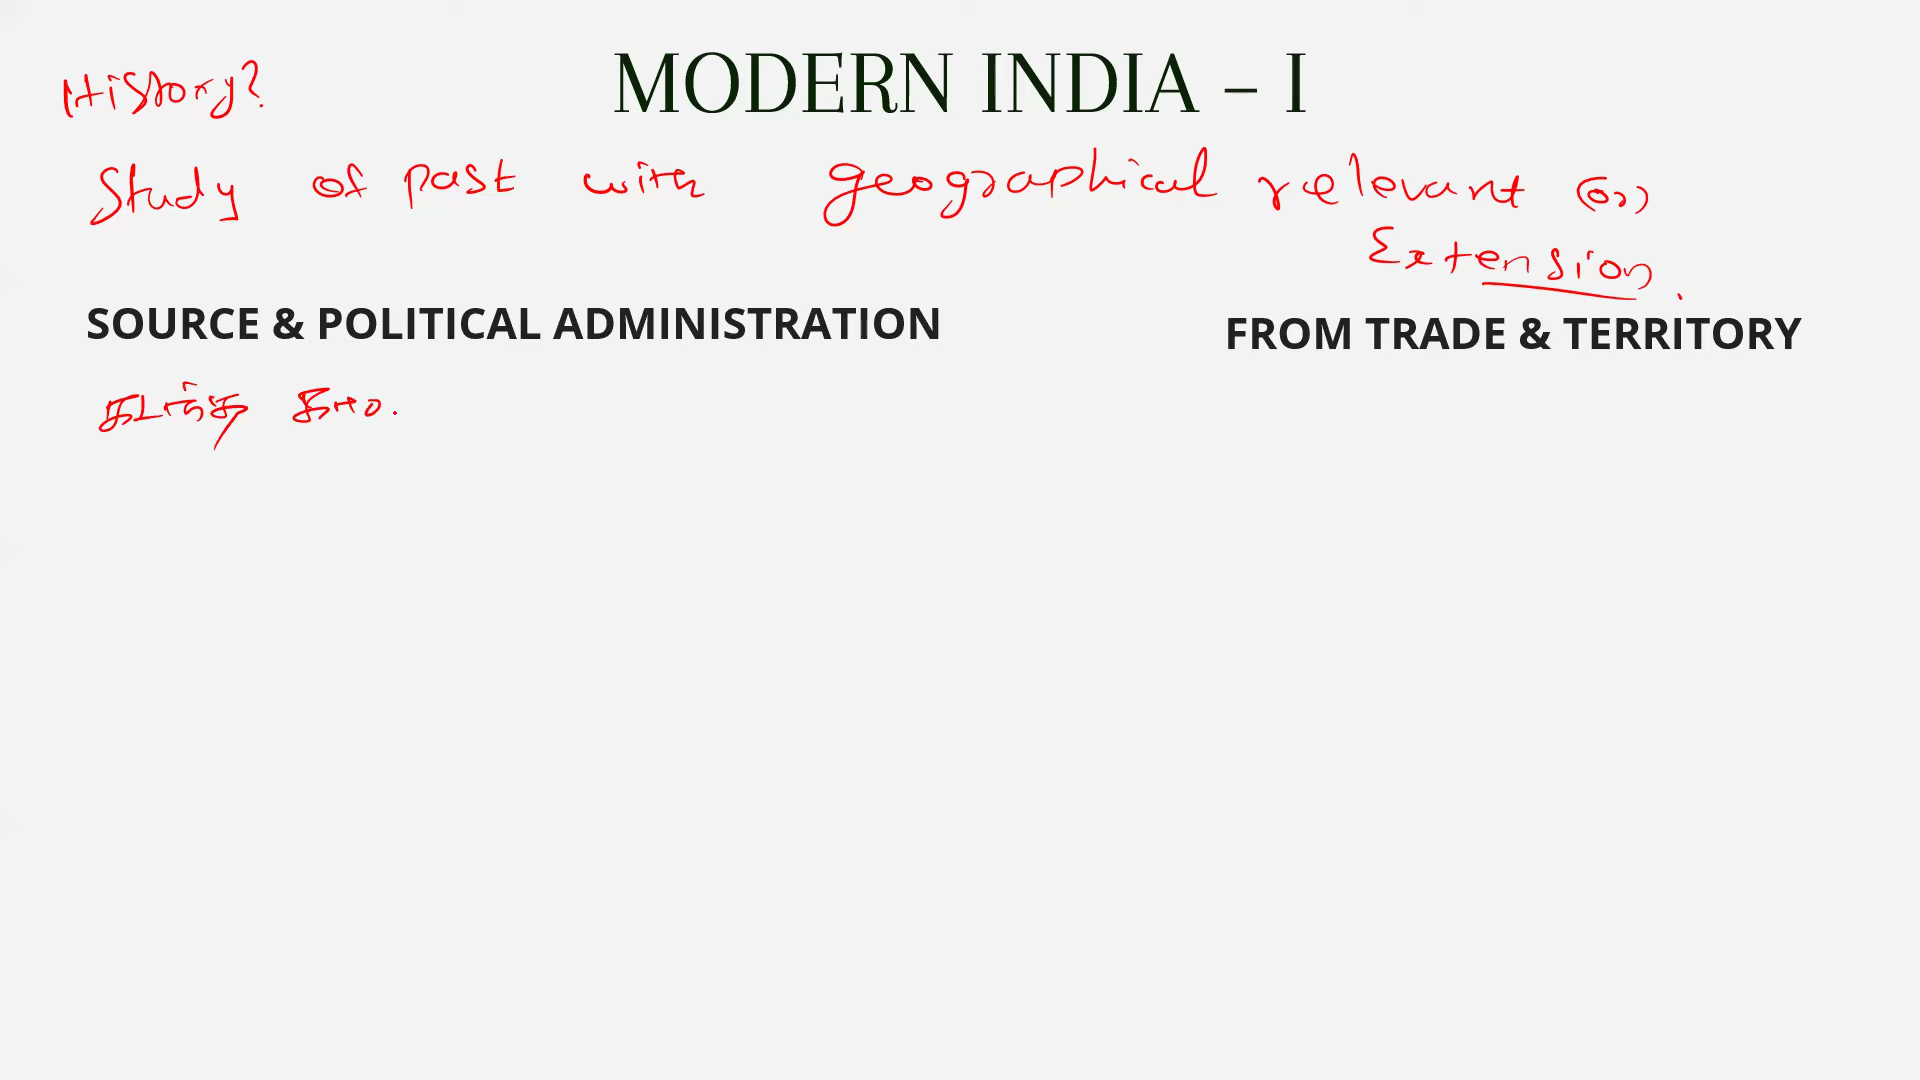 History?
MODERN INDIA – I
Study of past with geographical relevant (or)
Extension.
SOURCE & POLITICAL ADMINISTRATION
FROM TRADE & TERRITORY